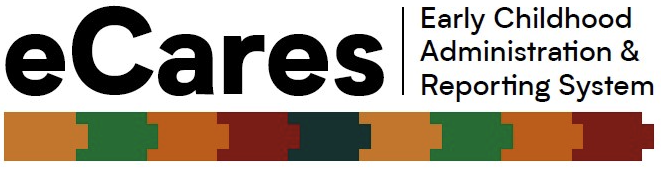 eCares
Early Childhood
Administration &
Reporting System